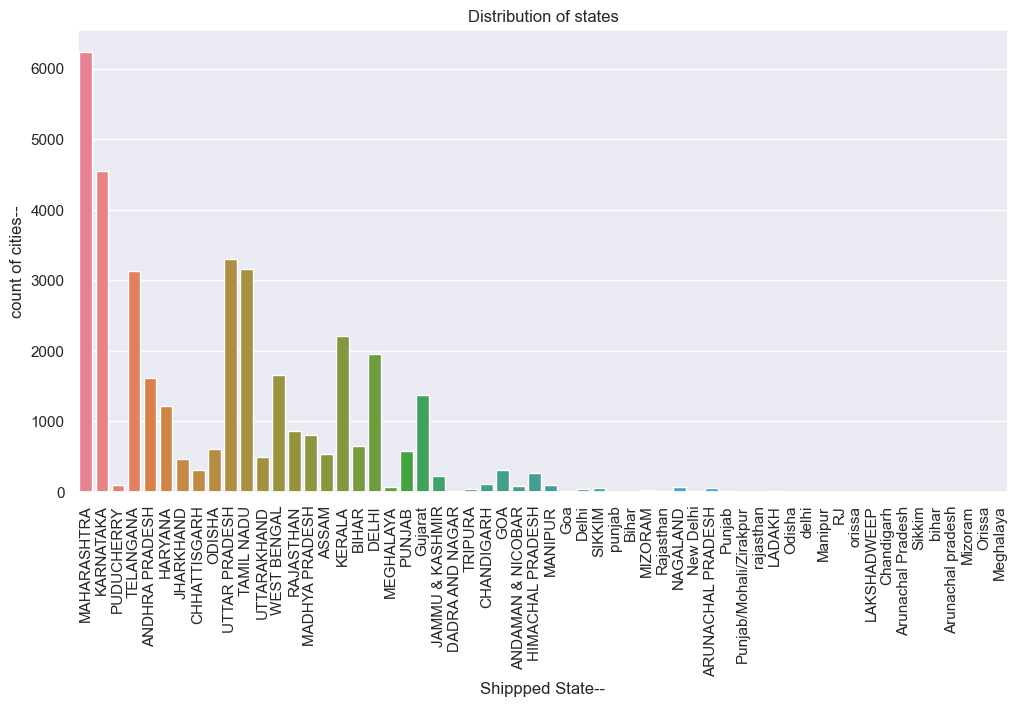 Distribution of states
count of cities--
6000
5000
4000
3000
2000
1000
0
MAHARASHTRA
KARNATAKA
PUDUCHERRY
TELANGANA
ANDHRA PRADESH
HARYANA
JHARKHAND
CHHATTISGARH
ODISHA
UTTAR PRADESH
TAMIL NADU
UTTARAKHAND
WEST BENGAL
RAJASTHAN
MADHYA PRADESH
ASSAM
KERALA
BIHAR
DELHI
MEGHALAYA
PUNJAB
Gujarat
JAMMU & KASHMIR
DADRA AND NAGAR
TRIPURA
CHANDIGARH
GOA
ANDAMAN & NICOBAR
HIMACHAL PRADESH
MANIPUR
Goa
Delhi
SIKKIM
punjab
Bihar
MIZORAM
Rajasthan
NAGALAND
New Delhi
ARUNACHAL PRADESH
Punjab
Punjab/Mohali/Zirakpur
rajasthan
LADAKH
Odisha
delhi
Manipur
RJ
orissa
LAKSHADWEEP
Chandigarh
Arunachal Pradesh
Sikkim
bihar
Arunachal pradesh
Mizoram
Orissa
Meghalaya
Shippped State--